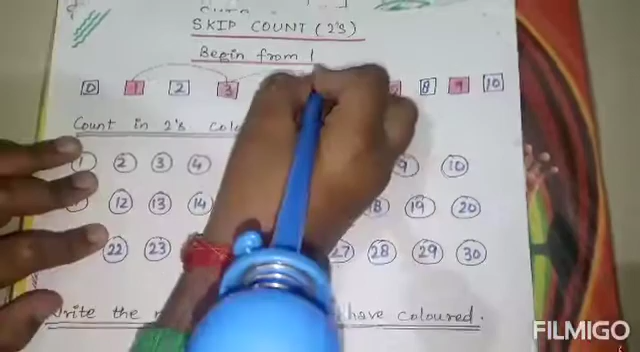 SKIP COUNT (2's)
Begin from 1
0 1 2 3 8 9 10
Count in 2's
1 2 3 4 9 10
12 13 14 18 19 20
22 23 27 28 29 30
Write the have coloured.
FILMIGO